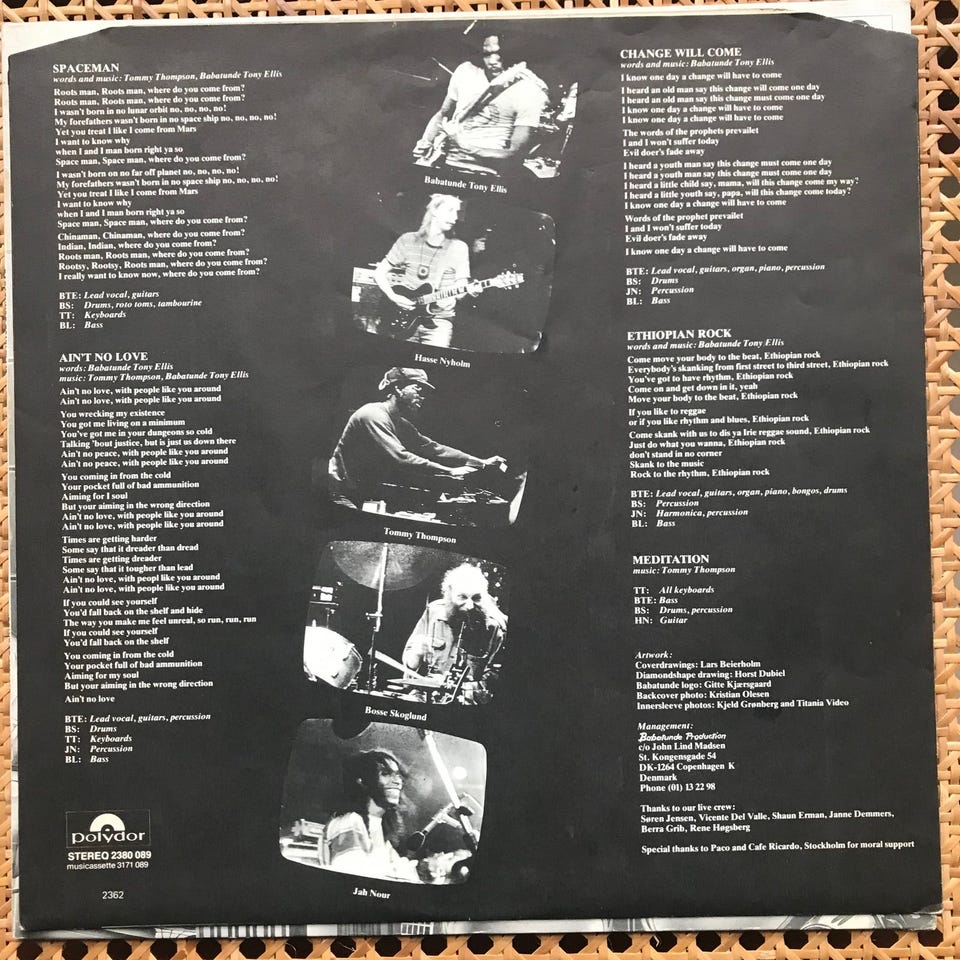 SPACEMAN
words and music: Tommy Thompson, Babatunde Tony Ellis
Roots man, Roots man, where do you come from?
Roots man, Roots man, where do you come from?
I wasn't born in no lunar orbit no, no, no, no!
My forefathers wasn't born in no space ship no, no, no, no!
Yet you treat I like I come from Mars
I want to know why
when I and I man born right ya so
Space man, Space man, where do you come from?
I wasn't born on no far off planet no, no, no, no!
My forefathers wasn't born in no space ship no, no, no, no!
Yet you treat I like I come from Mars
I want to know why
when I and I man born right ya so
Space man, Space man, where do you come from?
Chinaman, Chinaman, where do you come from?
Indian, Indian, where do you come from?
Roots man, Roots man, where do you come from?
Rootsy, Rootsy, Roots man, where do you come from?
I really want to know now, where do you come from?
BTE: Lead vocal, guitars
BS: Drums, roto toms, tambourine
TT: Keyboards
BL: Bass
AIN'T NO LOVE
words: Babatunde Tony Ellis
music: Tommy Thompson, Babatunde Tony Ellis
Ain't no love, with people like you around
Ain't no love, with people like you around
You wrecking my existence
You got me living on a minimum
You've got me in your dungeons so cold
Talking 'bout justice, but is just us down there
Ain't no peace, with people like you around
Ain't no peace, with people like you around
You coming in from the cold
Your pocket full of bad ammunition
Aiming for I soul
But your aiming in the wrong direction
Ain't no love, with people like you around
Ain't no love, with people like you around
Times are getting harder
Some say that it dreader than dread
Times are getting dreader
Some say that it tougher than lead
Ain't no love, with peopl like you around
Ain't no love, with people like you around
If you could see yourself
You'd fall back on the shelf and hide
The way you make me feel unreal, so run, run, run
If you could see yourself
You'd fall back on the shelf
You coming in from the cold
Your pocket full of bad ammunition
Aiming for my soul
But your aiming in the wrong direction
Ain't no love
BTE: Lead vocal, guitars, percussion
BS: Drums
TT: Keyboards
JN: Percussion
BL: Bass
polydor
STEREO 2380 089
musicassette 3171 089
2362
Babatunde Tony Ellis
Hasse Nyholm
Tommy Thompson
Bosse Skoglund
Jah Nour
CHANGE WILL COME
words and music: Babatunde Tony Ellis
I know one day a change will have to come
I heard an old man say this change will come one day
I heard an old man say this change must come one day
I know one day a change will have to come
I know one day a change will have to come
The words of the prophets prevailet
I and I won't suffer today
Evil doer's fade away
I heard a youth man say this change must come one day
I heard a youth man say this change must come one day
I heard a little child say, mama, will this change come my way?
I heard a little youth say, papa, will this change come today?
I know one day a change will have to come
Words of the prophet prevailet
I and I won't suffer today
Evil doer's fade away
I know one day a change will have to come
BTE: Lead vocal, guitars, organ, piano, percussion
BS: Drums
JN: Percussion
BL: Bass
ETHIOPIAN ROCK
words and music: Babatunde Tony Ellis
Come move your body to the beat, Ethiopian rock
Everybody's skanking from first street to third street, Ethiopian rock
You've got to have rhythm, Ethiopian rock
Come on and get down in it, yeah
Move your body to the beat, Ethiopian rock
If you like to reggae
or if you like rhythm and blues, Ethiopian rock
Come skank with us to dis ya Irie reggae sound, Ethiopian rock
Just do what you wanna, Ethiopian rock
don't stand in no corner
Skank to the music
Rock to the rhythm, Ethiopian rock
BTE: Lead vocal, guitars, organ, piano, bongos, drums
BS: Percussion
JN: Harmonica, percussion
BL: Bass
MEDITATION
music: Tommy Thompson
TT: All keyboards
BTE: Bass
BS: Drums, percussion
HN: Guitar
Artwork:
Coverdrawings: Lars Beierholm
Diamondshape drawing: Horst Dubiel
Babatunde logo: Gitte Kjærsgaard
Backcover photo: Kristian Olesen
Innersleeve photos: Kjeld Grønberg and Titania Video
Management:
Babatunde Production
c/o John Lind Madsen
St. Kongensgade 54
DK-1264 Copenhagen K
Denmark
Phone (01) 13 22 98
Thanks to our live crew:
Søren Jensen, Vicente Del Valle, Shaun Erman, Janne Demmers,
Berra Grib, Rene Høgsberg
Special thanks to Paco and Cafe Ricardo, Stockholm for moral support